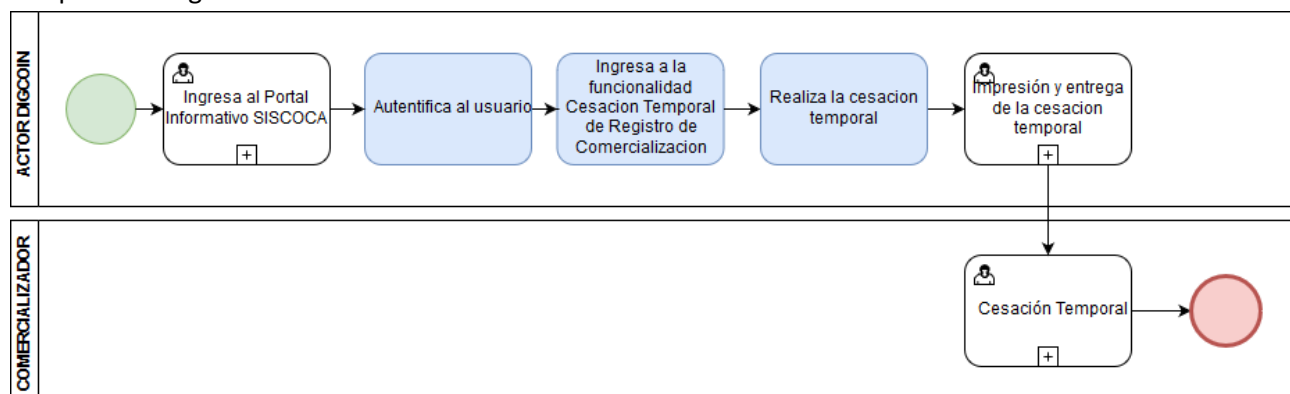 ACTOR DIGCOIN
Ingresa al Portal
Informativo SISCOCA
Autentifica al usuario
Ingresa a la
funcionalidad
Cesacion Temporal
de Registro de
Comercializacion
Realiza la cesacion
temporal
Impresión y entrega
de la cesacion
temporal
COMERCIALIZADOR
Cesación Temporal